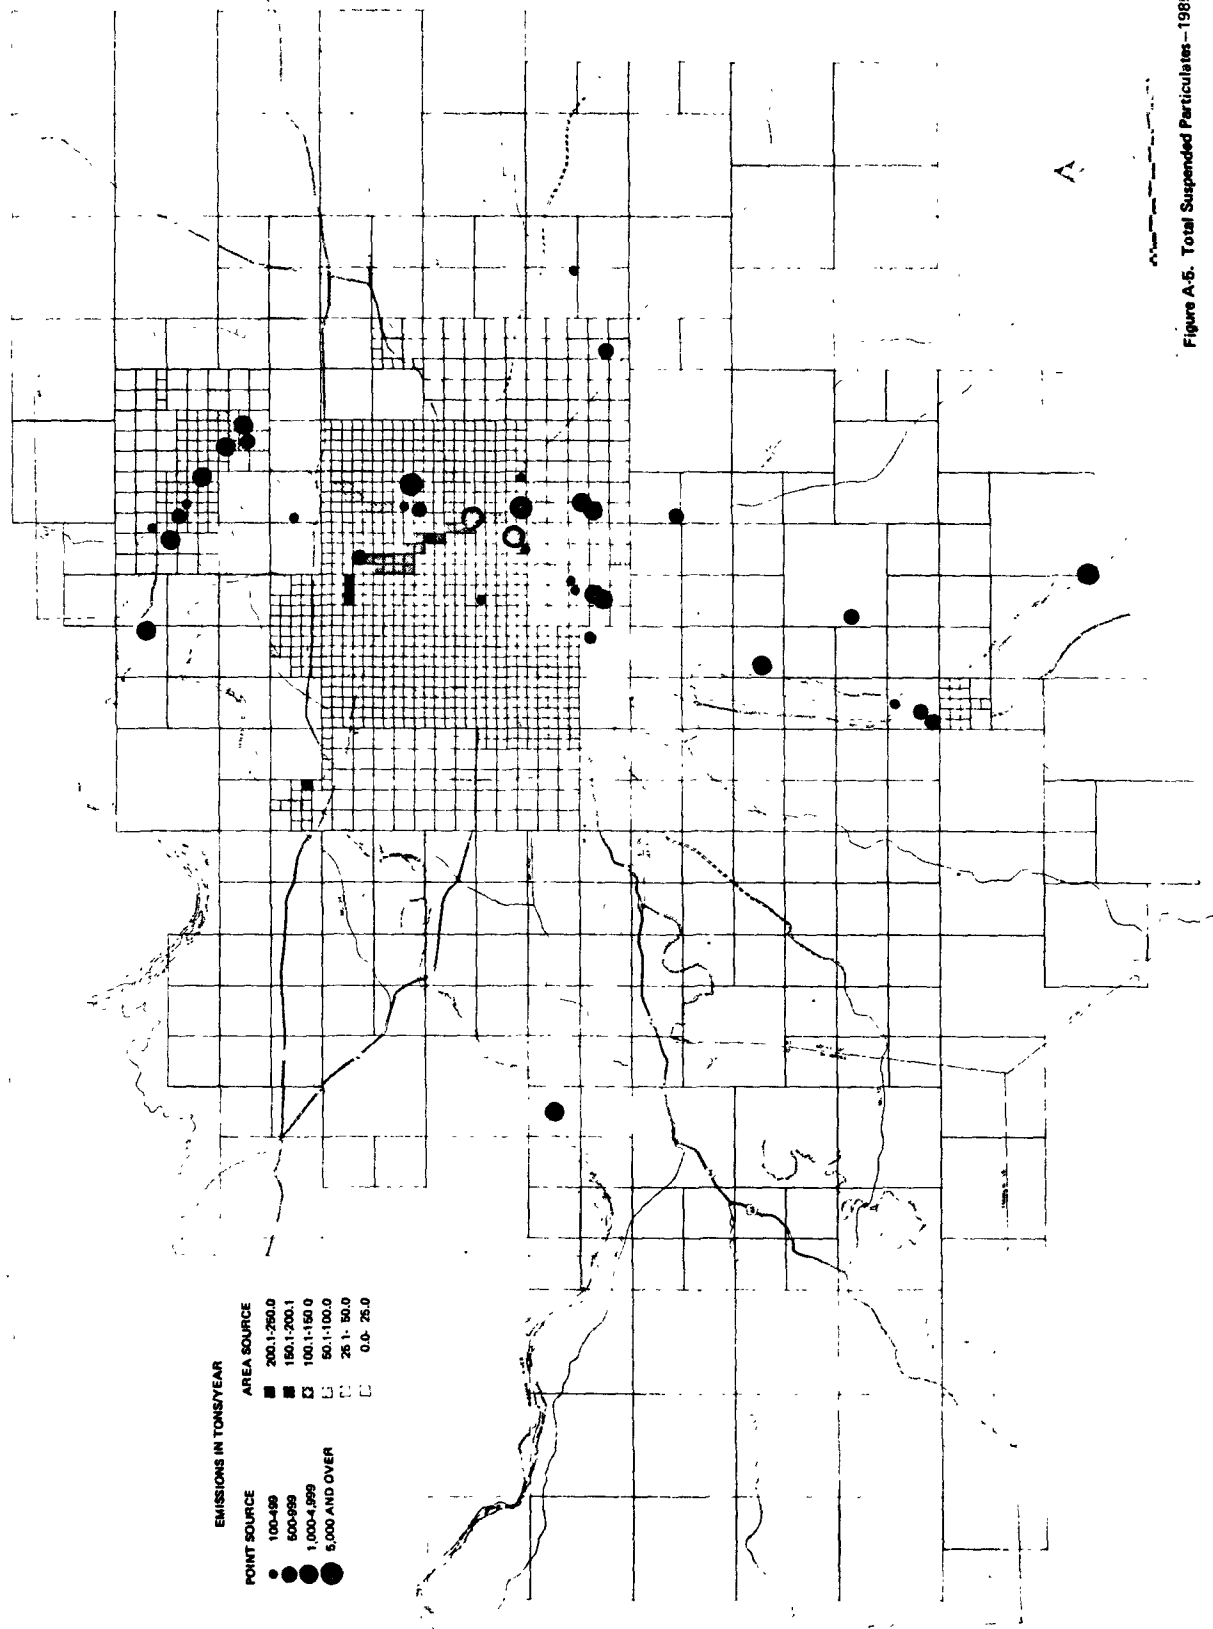 EMISSIONS IN TONS/YEAR
POINT SOURCE
100-499
500-999
1,000-4,999
5,000 AND OVER
AREA SOURCE
200.1-250.0
150.1-200.1
100.1-150 0
50.1-100.0
25 1- 50.0
0.0- 25.0
Figure A-5. Total Suspended Particulates—1985